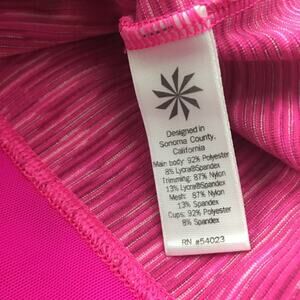 Designed in
Sonoma County,
California
Main body: 92% Polyester
8% Lycra®Spandex
Trimming: 87% Nylon
13% Lycra®Spandex
Mesh: 87% Nylon
13% Spandex
Cups: 92% Polyester
8% Spandex
RN #54023